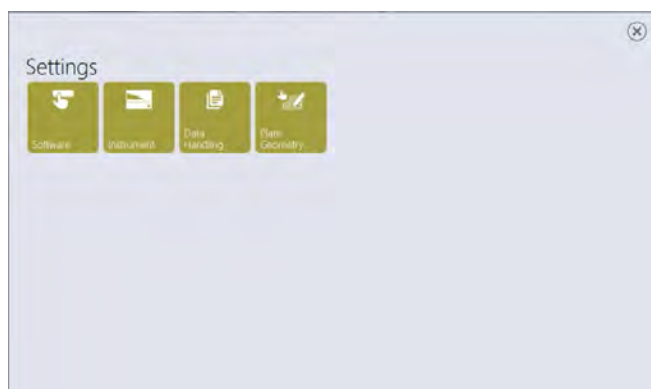 Settings
Software
Instrument
Data
Handling
Plate
Geometry